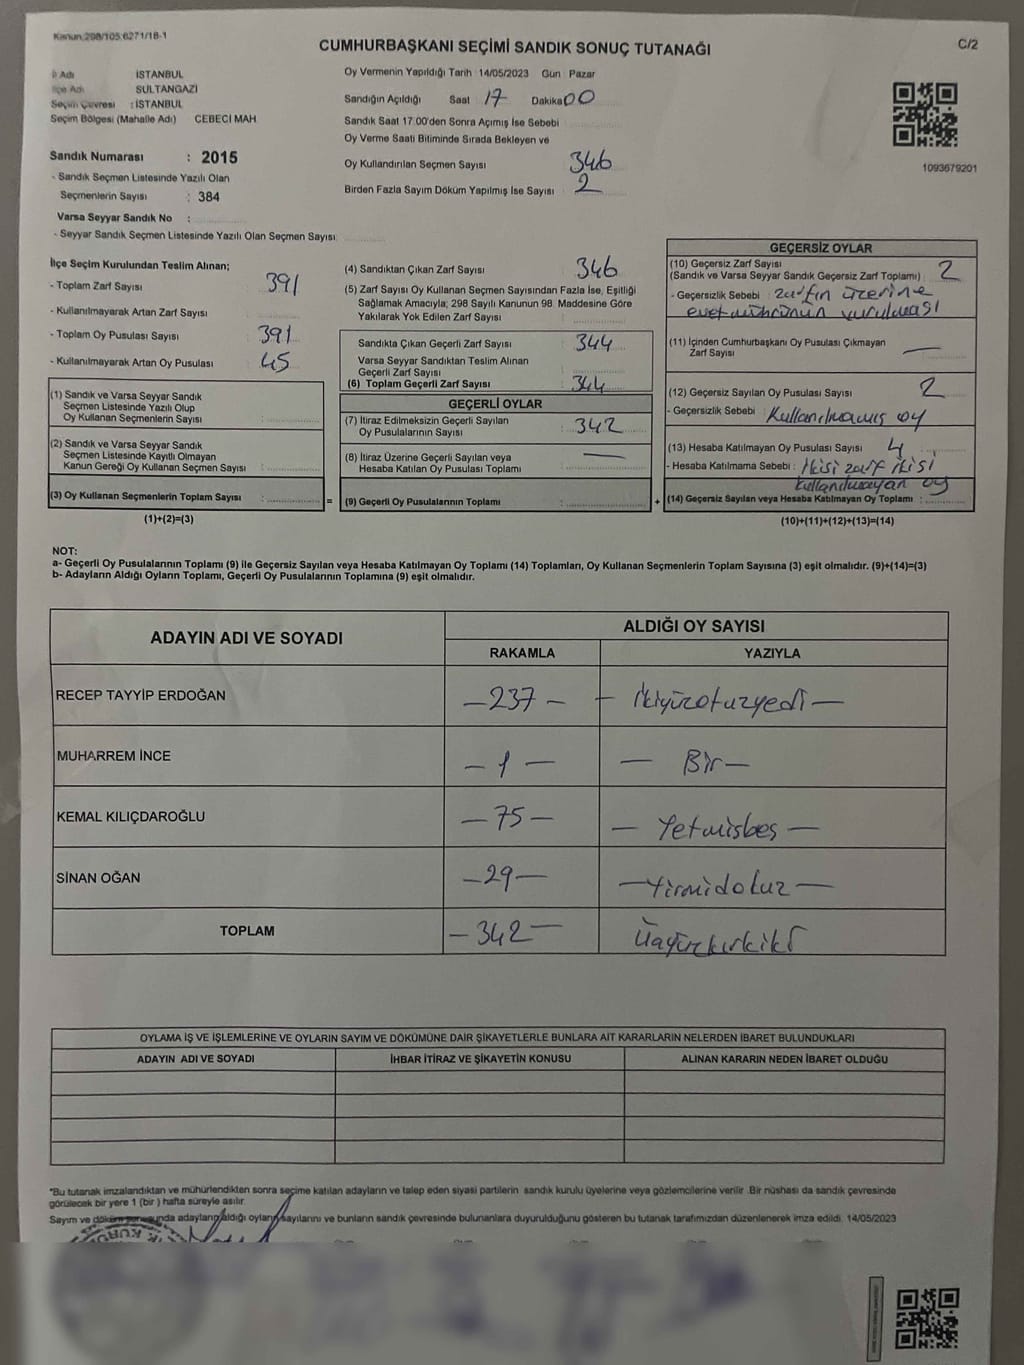 Kanun:298/105:6271/18-1
CUMHURBAŞKANI SEÇİMİ SANDIK SONUÇ TUTANAĞI
C/2
İl Adı İSTANBUL
İlçe Adı SULTANGAZİ
Seçim Çevresi : İSTANBUL
Seçim Bölgesi (Mahalle Adı) CEBECİ MAH
Sandık Numarası : 2015
- Sandık Seçmen Listesinde Yazılı Olan
Seçmenlerin Sayısı : 384
Varsa Seyyar Sandık No :
- Seyyar Sandık Seçmen Listesinde Yazılı Olan Seçmen Sayısı:
Oy Vermenin Yapıldığı Tarih 14/05/2023 Gün Pazar
Sandığın Açıldığı Saat 17 Dakika 00
Sandık Saat 17:00'den Sonra Açımış İse Sebebi
Oy Verme Saati Bitiminde Sırada Bekleyen ve
Oy Kullandırılan Seçmen Sayısı 346
Birden Fazla Sayım Döküm Yapılmış İse Sayısı 2
1093679201
İlçe Seçim Kurulundan Teslim Alınan;
- Toplam Zarf Sayısı 391
- Kullanılmayarak Artan Zarf Sayısı
- Toplam Oy Pusulası Sayısı 391
- Kullanılmayarak Artan Oy Pusulası 45
(1) Sandık ve Varsa Seyyar Sandık
Seçmen Listesinde Yazılı Olup
Oy Kullanan Seçmenlerin Sayısı :
(2) Sandık ve Varsa Seyyar Sandık
Seçmen Listesinde Kayıtlı Olmayan
Kanun Gereği Oy Kullanan Seçmen Sayısı :
(3) Oy Kullanan Seçmenlerin Toplam Sayısı :
(1)+(2)=(3)
=
(4) Sandıktan Çıkan Zarf Sayısı 346
(5) Zarf Sayısı Oy Kullanan Seçmen Sayısından Fazla İse, Eşitliği
Sağlamak Amacıyla; 298 Sayılı Kanunun 98. Maddesine Göre
Yakılarak Yok Edilen Zarf Sayısı :
Sandıkta Çıkan Geçerli Zarf Sayısı : 344
Varsa Seyyar Sandıktan Teslim Alınan
Geçerli Zarf Sayısı :
(6) Toplam Geçerli Zarf Sayısı : 344
GEÇERLİ OYLAR
(7) İtiraz Edilmeksizin Geçerli Sayılan
Oy Pusulalarının Sayısı : 342
(8) İtiraz Üzerine Geçerli Sayılan veya
Hesaba Katılan Oy Pusulası Toplamı : —
(9) Geçerli Oy Pusulalarının Toplamı :
+
GEÇERSİZ OYLAR
(10) Geçersiz Zarf Sayısı
(Sandık ve Varsa Seyyar Sandık Geçersiz Zarf Toplamı) : 2
- Geçersizlik Sebebi : zarfın üzerine
evet mührünün vurulması
(11) İçinden Cumhurbaşkanı Oy Pusulası Çıkmayan
Zarf Sayısı : —
(12) Geçersiz Sayılan Oy Pusulası Sayısı : 2
- Geçersizlik Sebebi : Kullanılmamış oy
(13) Hesaba Katılmayan Oy Pusulası Sayısı : 4
- Hesaba Katılmama Sebebi : İkisi zarf ikisi
kullanılmayan oy
(14) Geçersiz Sayılan veya Hesaba Katılmayan Oy Toplamı :
(10)+(11)+(12)+(13)=(14)
NOT:
a- Geçerli Oy Pusulalarının Toplamı (9) ile Geçersiz Sayılan veya Hesaba Katılmayan Oy Toplamı (14) Toplamları, Oy Kullanan Seçmenlerin Toplam Sayısına (3) eşit olmalıdır. (9)+(14)=(3)
b- Adayların Aldığı Oyların Toplamı, Geçerli Oy Pusulalarının Toplamına (9) eşit olmalıdır.
ADAYIN ADI VE SOYADI
ALDIĞI OY SAYISI
RAKAMLA YAZIYLA
RECEP TAYYİP ERDOĞAN — 237 — — İkiyüzotuzyedi —
MUHARREM İNCE — 1 — — Bir —
KEMAL KILIÇDAROĞLU — 75 — — Yetmişbeş —
SİNAN OĞAN — 29 — — Yirmidokuz —
TOPLAM — 342 — Üçyüzkırkiki
OYLAMA İŞ VE İŞLEMLERİNE VE OYLARIN SAYIM VE DÖKÜMÜNE DAİR ŞİKAYETLERLE BUNLARA AİT KARARLARIN NELERDEN İBARET BULUNDUKLARI
ADAYIN ADI VE SOYADI İHBAR İTİRAZ VE ŞİKAYETİN KONUSU ALINAN KARARIN NEDEN İBARET OLDUĞU
*Bu tutanak imzalandıktan ve mühürlendikten sonra seçime katılan adayların ve talep eden siyasi partilerin sandık kurulu üyelerine veya gözlemcilerine verilir .Bir nüshası da sandık çevresinde
görülecek bir yere 1 (bir ) hafta süreyle asılır.
Sayım ve döküm sonucunda adayların aldığı oyların sayılarını ve bunların sandık çevresinde bulunanlara duyurulduğunu gösteren bu tutanak tarafımızdan düzenlenerek imza edildi. 14/05/2023